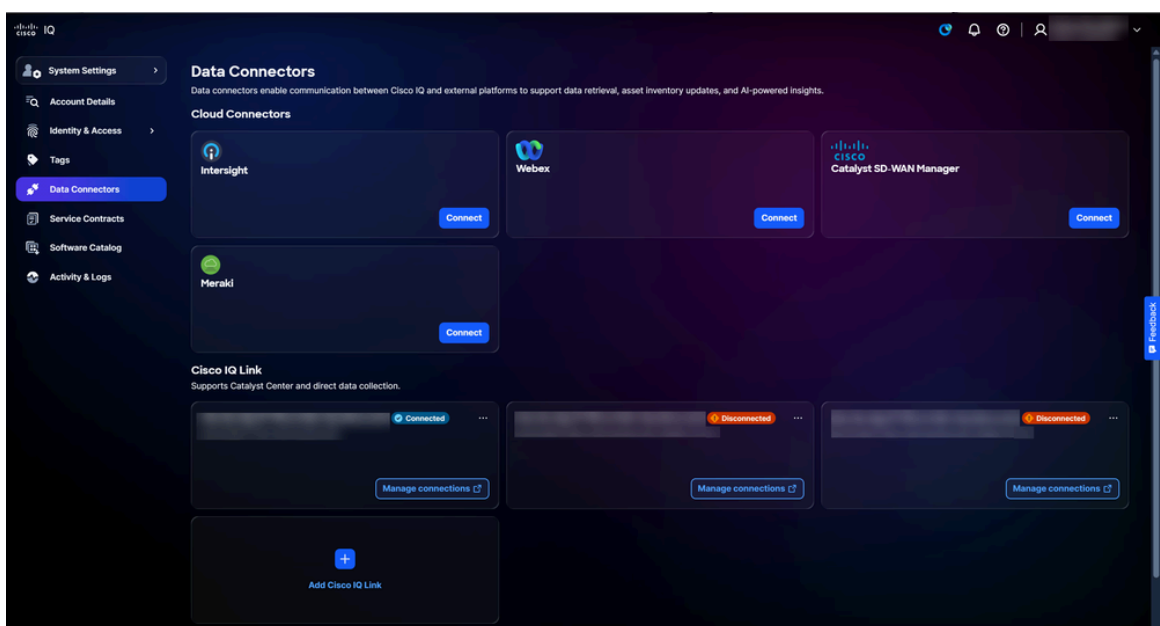 CISCO IQ
System Settings
Account Details
Identity & Access
Tags
Data Connectors
Service Contracts
Software Catalog
Activity & Logs
Data Connectors
Data connectors enable communication between Cisco IQ and external platforms to support data retrieval, asset inventory updates, and AI-powered insights.
Cloud Connectors
Intersight
Connect
Webex
Connect
CISCO
Catalyst SD-WAN Manager
Connect
Meraki
Connect
Cisco IQ Link
Supports Catalyst Center and direct data collection.
Connected
Manage connections
Disconnected
Manage connections
Disconnected
Manage connections
Add Cisco IQ Link
Feedback